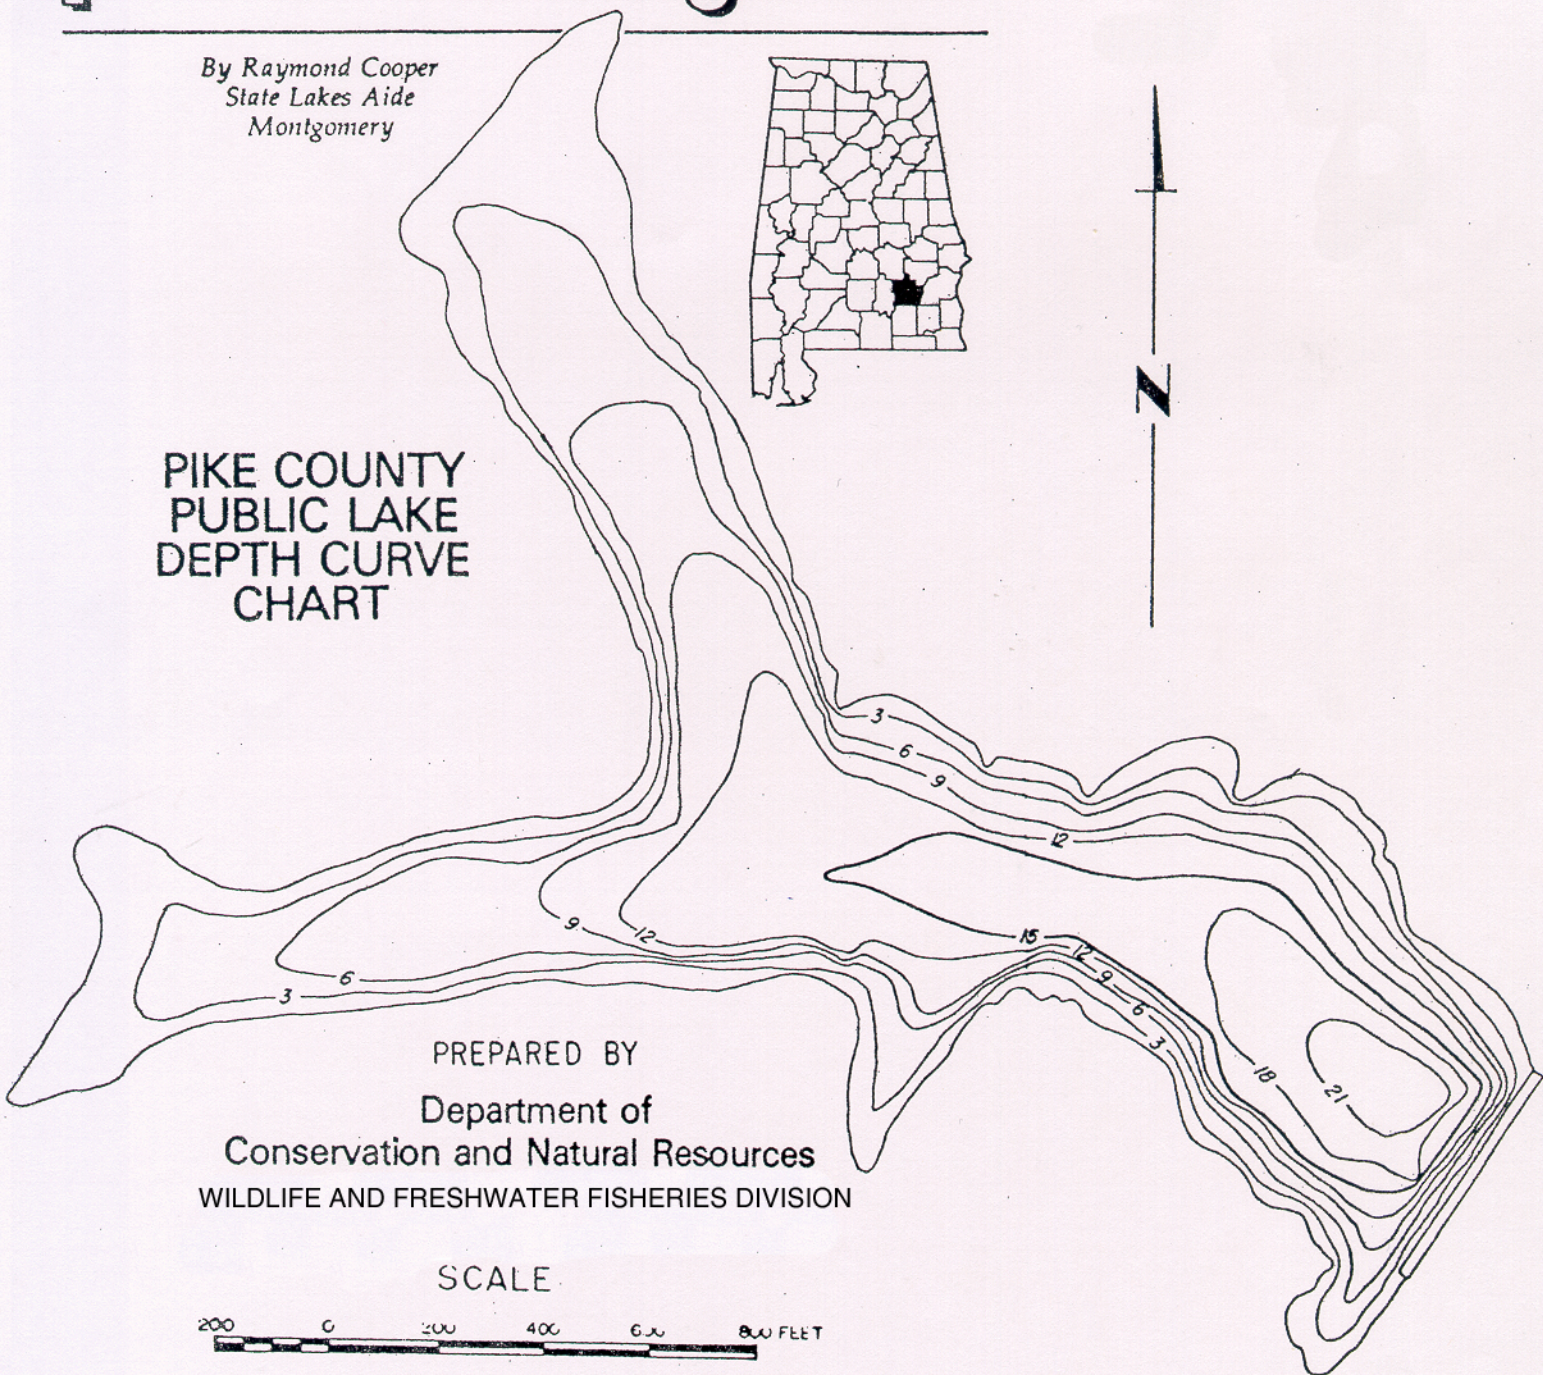 By Raymond Cooper
State Lakes Aide
Montgomery
N
PIKE COUNTY
PUBLIC LAKE
DEPTH CURVE
CHART
3
6
9
12
9
12
15
12
9
6
3
6
3
18
21
PREPARED BY
Department of
Conservation and Natural Resources
WILDLIFE AND FRESHWATER FISHERIES DIVISION
SCALE
200 0 200 400 600 800 FEET